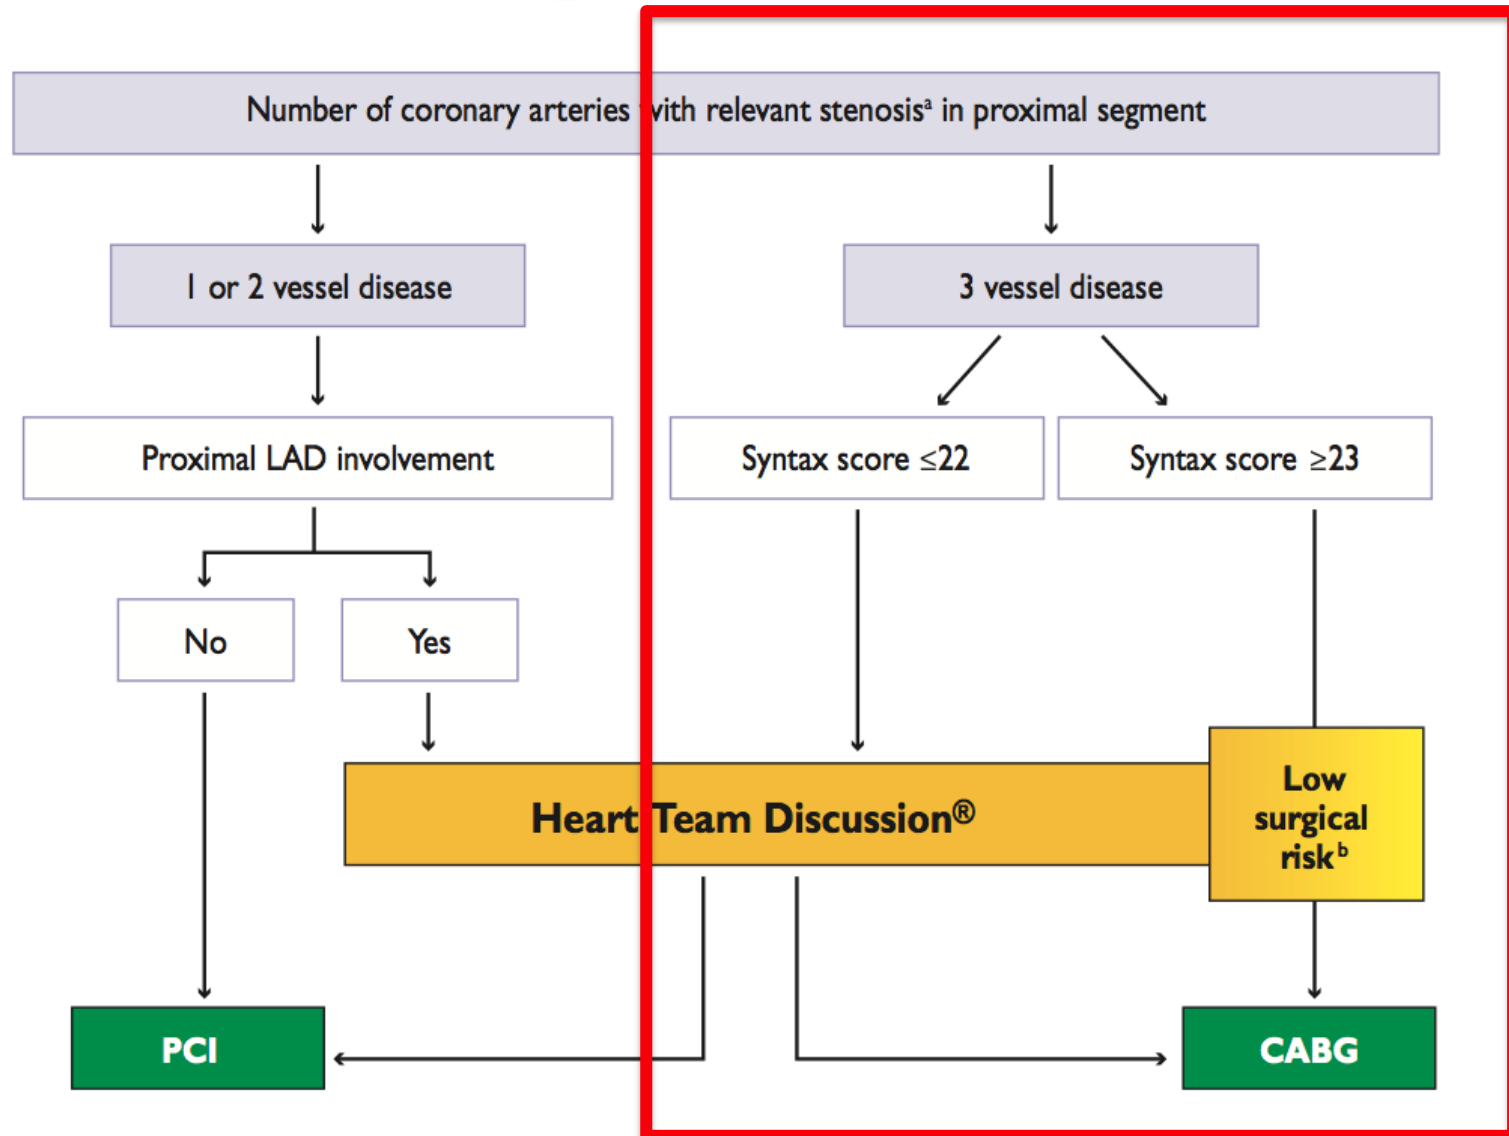 Number of coronary arteries with relevant stenosisᵃ in proximal segment
1 or 2 vessel disease
3 vessel disease
Proximal LAD involvement
Syntax score ≤22
Syntax score ≥23
No
Yes
Heart Team Discussion®
Low
surgical
riskᵇ
PCI
CABG